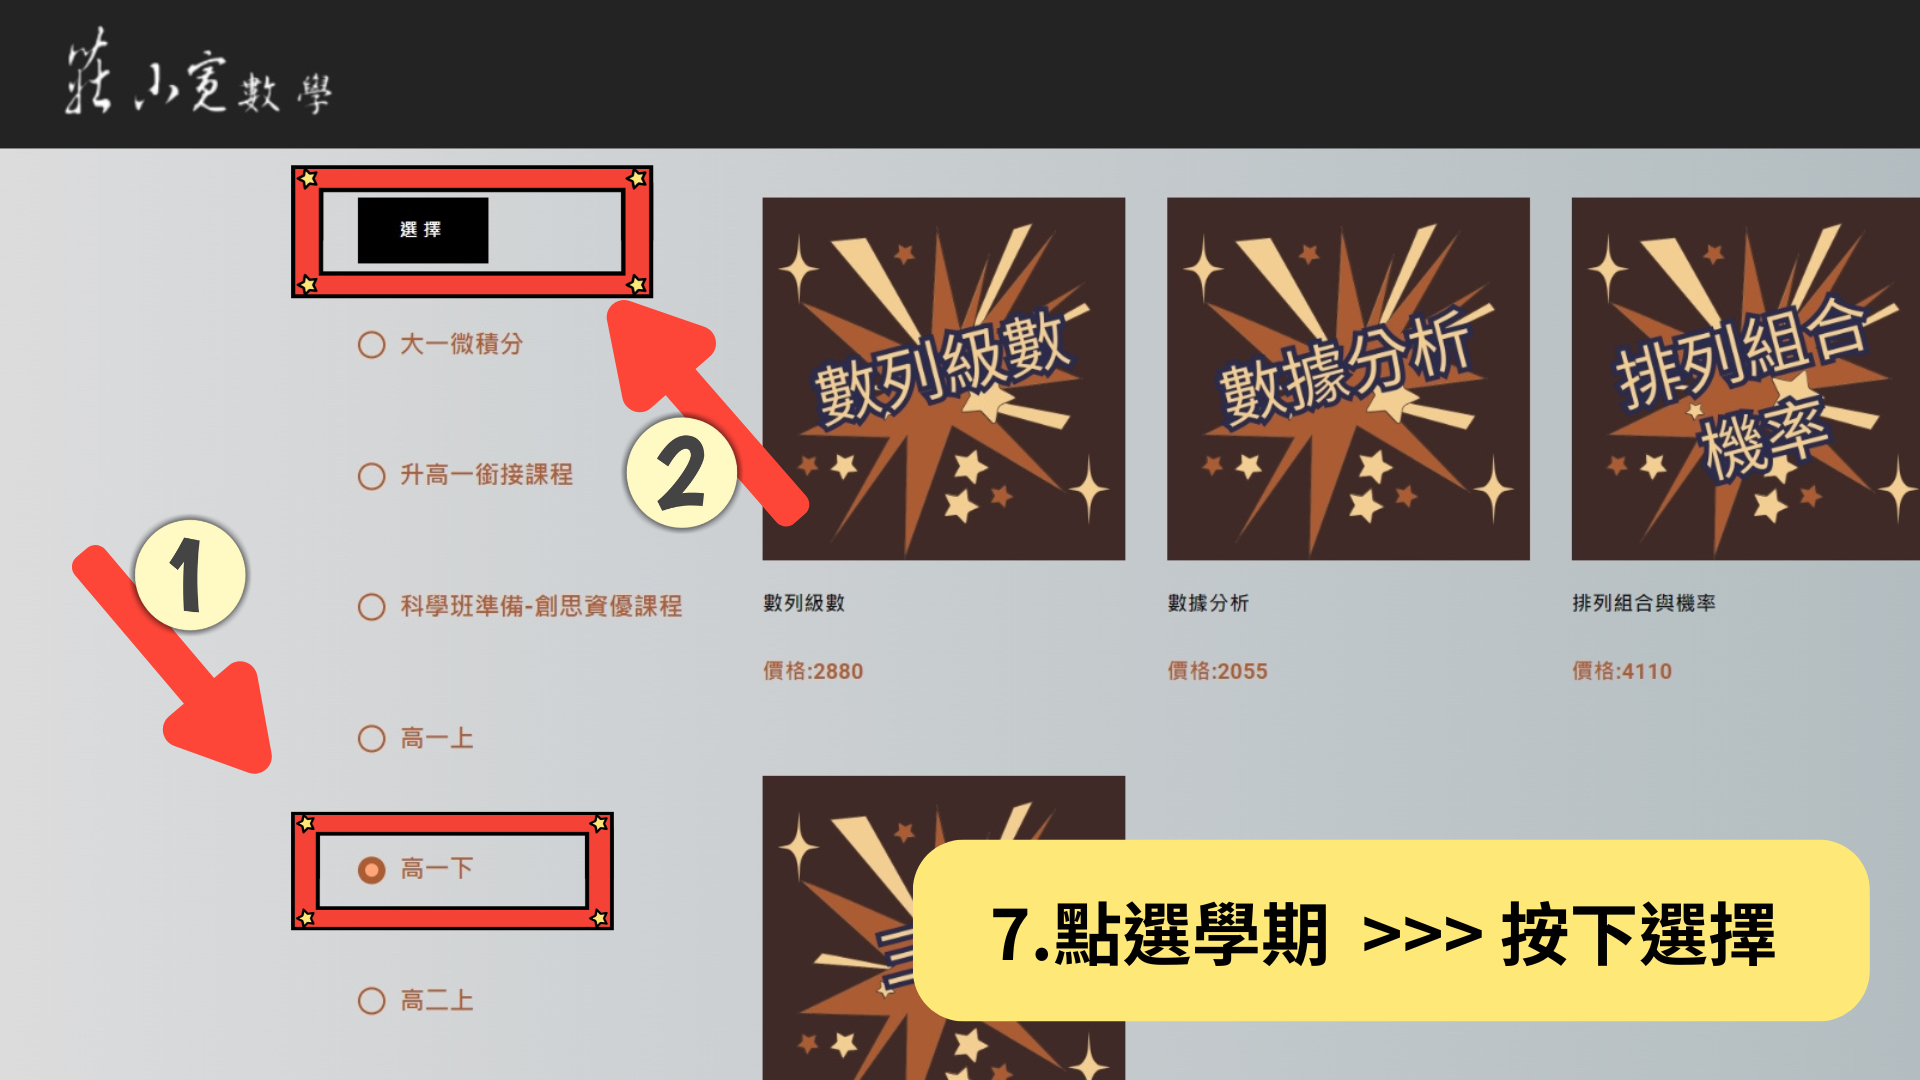 莊小寬數學
選擇
大一微積分
升高一銜接課程
科學班準備-創思資優課程
高一上
高一下
高二上
1
2
數列級數
數列級數
價格:2880
數據分析
數據分析
價格:2055
排列組合
機率
排列組合與機率
價格:4110
7.點選學期 >>> 按下選擇